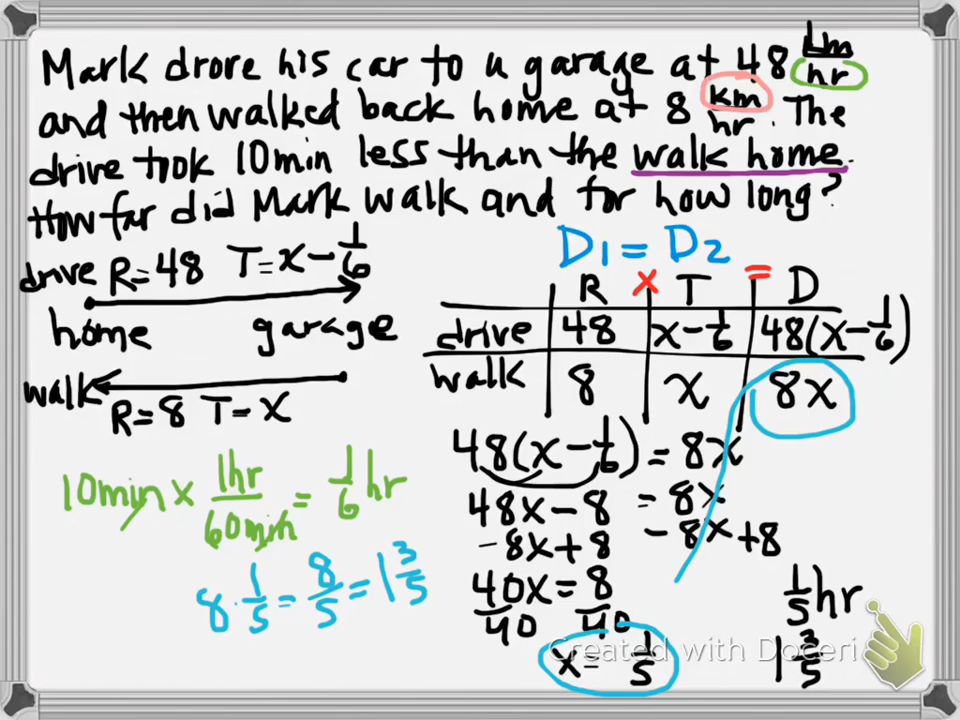 Mark drove his car to a garage at 48 km/hr
and then walked back home at 8 km/hr. The
drive took 10min less than the walk home.
How far did Mark walk and for how long?
drive R=48 T=x-1/6
home garage
walk
R=8 T=x
D1 = D2
R x T = D
drive 48 x-1/6 48(x-1/6)
walk 8 x 8x
48(x-1/6) = 8x
48x-8 = 8x
-8x+8 -8x+8
40x=8
40 40
x= 1/5
10min x 1hr/60min = 1/6 hr
8·1/5=8/5=1 3/5
1/5 hr
1 3/5
Created with Doceri